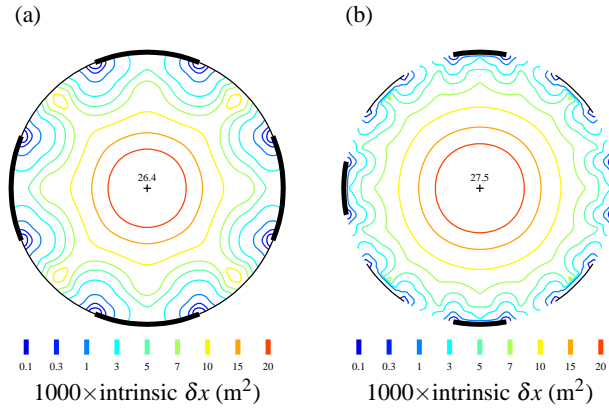 (a)
(b)
26.4
27.5
0.1 0.3 1 3 5 7 10 15 20
0.1 0.3 1 3 5 7 10 15 20
1000×intrinsic δx (m²)
1000×intrinsic δx (m²)